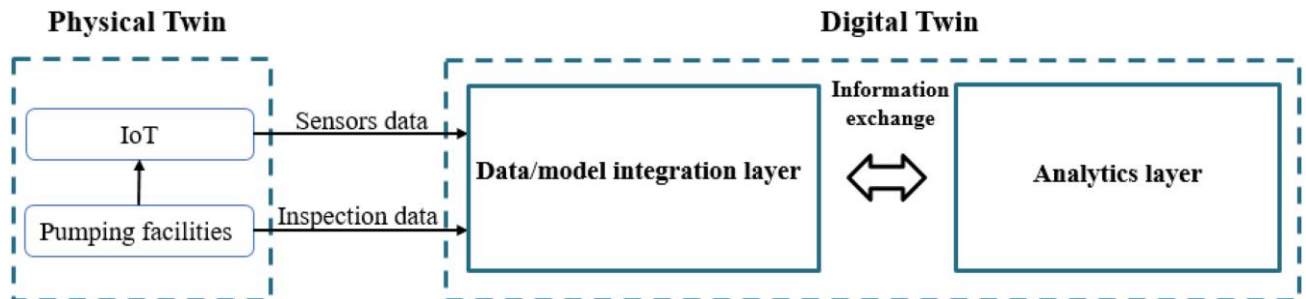 Physical Twin
Digital Twin
IoT
Pumping facilities
Sensors data
Inspection data
Data/model integration layer
Information
exchange
Analytics layer